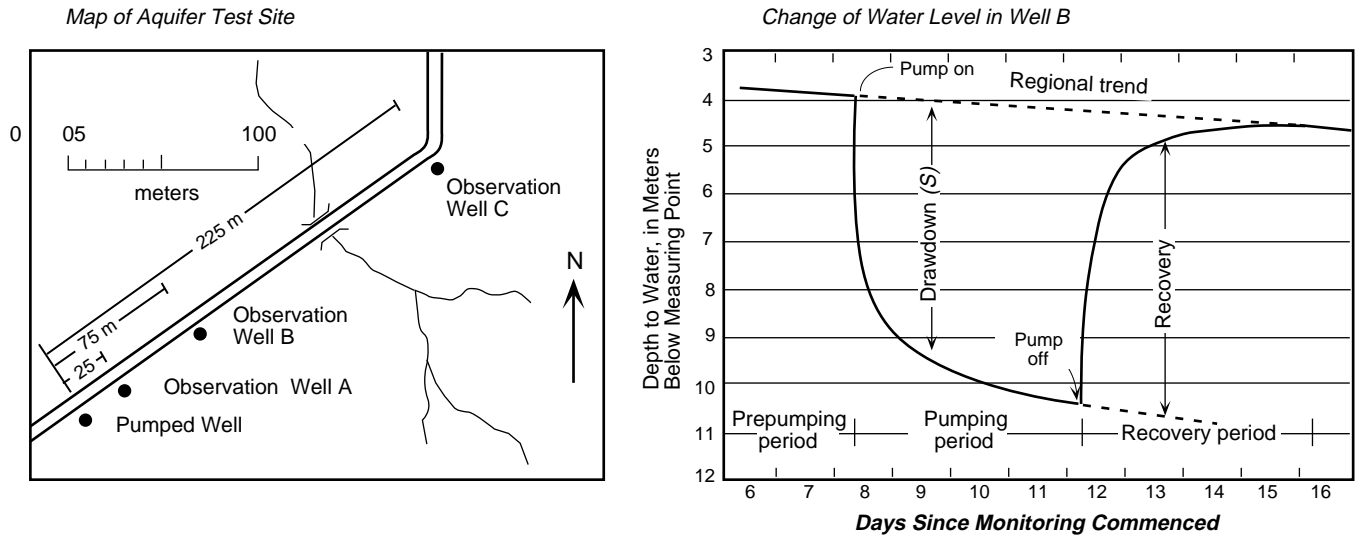 Map of Aquifer Test Site
0 05 100
meters
225 m
75 m
25
Observation
Well C
N
Observation
Well B
Observation Well A
Pumped Well
Change of Water Level in Well B
Depth to Water, in Meters
Below Measuring Point
3
4
5
6
7
8
9
10
11
12
Pump on
Regional trend
Drawdown (S)
Recovery
Pump
off
Prepumping
period
Pumping
period
Recovery period
6 7 8 9 10 11 12 13 14 15 16
Days Since Monitoring Commenced